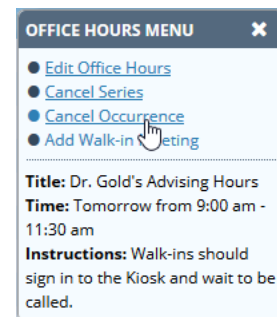 OFFICE HOURS MENU
Edit Office Hours
Cancel Series
Cancel Occurrence
Add Walk-in Meeting
Title: Dr. Gold's Advising Hours
Time: Tomorrow from 9:00 am -
11:30 am
Instructions: Walk-ins should
sign in to the Kiosk and wait to be
called.